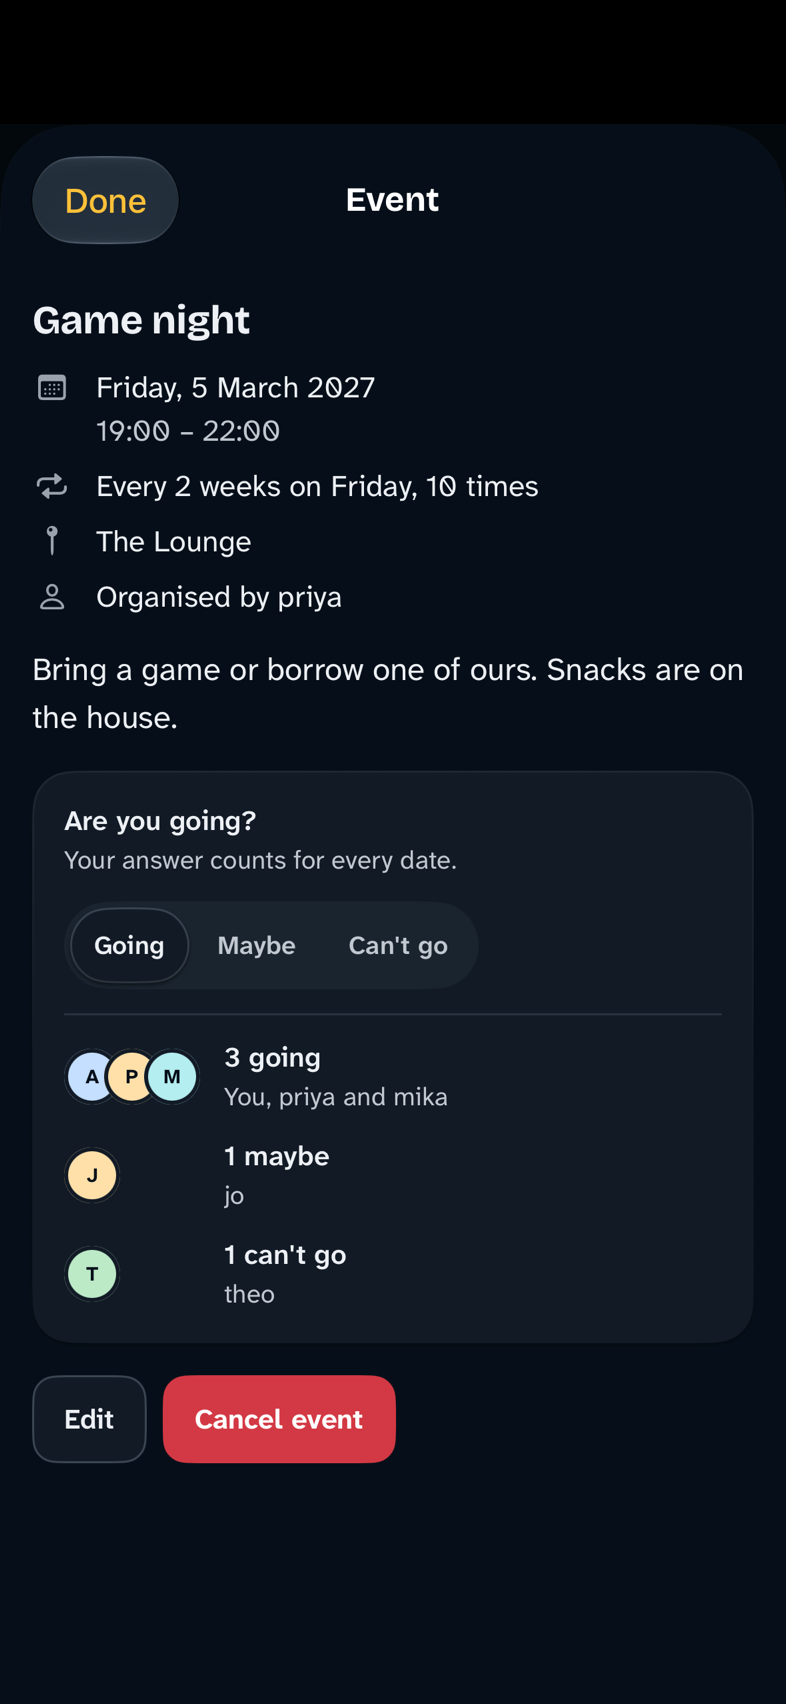 Done
Event
Game night
Friday, 5 March 2027
19:00 – 22:00
Every 2 weeks on Friday, 10 times
The Lounge
Organised by priya
Bring a game or borrow one of ours. Snacks are on
the house.
Are you going?
Your answer counts for every date.
Going Maybe Can't go
A P M
3 going
You, priya and mika
J
1 maybe
jo
T
1 can't go
theo
Edit Cancel event